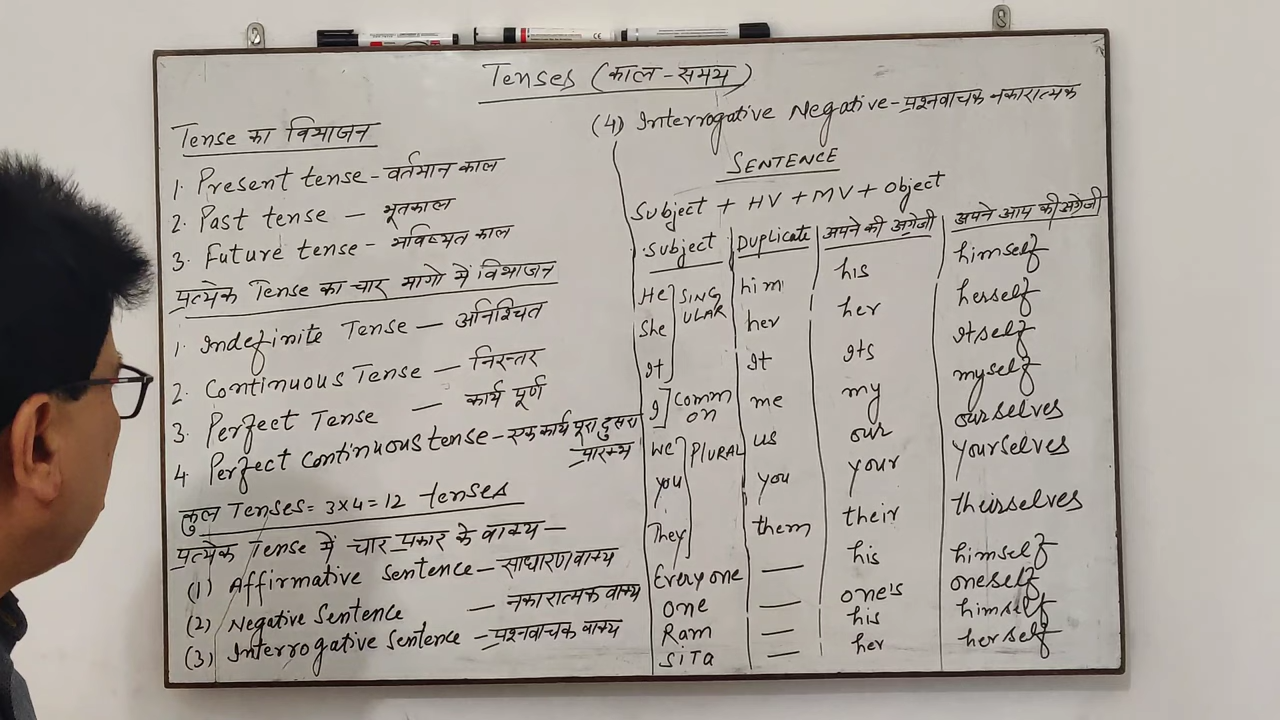 Tenses (काल-समय)
Tense का विभाजन
1. Present tense - वर्तमान काल
2. Past tense - भूतकाल
3. Future tense - भविष्यत काल
प्रत्येक Tense का चार भागो में विभाजन
1. Indefinite Tense - अनिश्चित
2. Continuous Tense - निरन्तर
3. Perfect Tense - कार्य पूर्ण
4 Perfect continuous tense - एक कार्य पूरा, दुसरा
प्रारम्भ
कुल Tenses = 3x4 = 12 tenses
प्रत्येक Tense में चार प्रकार के वाक्य -
(1) Affirmative Sentence - साधारण वाक्य
(2) Negative Sentence - नकारात्मक वाक्य
(3) Interrogative Sentence - प्रश्नवाचक वाक्य
(4) Interrogative Negative - प्रश्नवाचक नकारात्मक
SENTENCE
Subject + HV + MV + Object
Subject Duplicate अपने की अंग्रेजी अपने आप की अंग्रेजी
He SING ULAR him his himself
She her her herself
It It Its Itself
I COMM ON me my myself
We PLURAL us our ourselves
you you your yourselves
They them their theirselves
Everyone — his himself
one — one's oneself
Ram — his himself
SITA — her herself